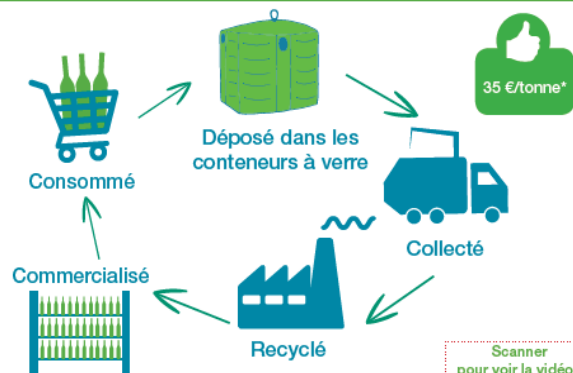 35 €/tonne*
Déposé dans les
conteneurs à verre
Consommé
Collecté
Commercialisé
Recyclé
Scanner
pour voir la vidéo